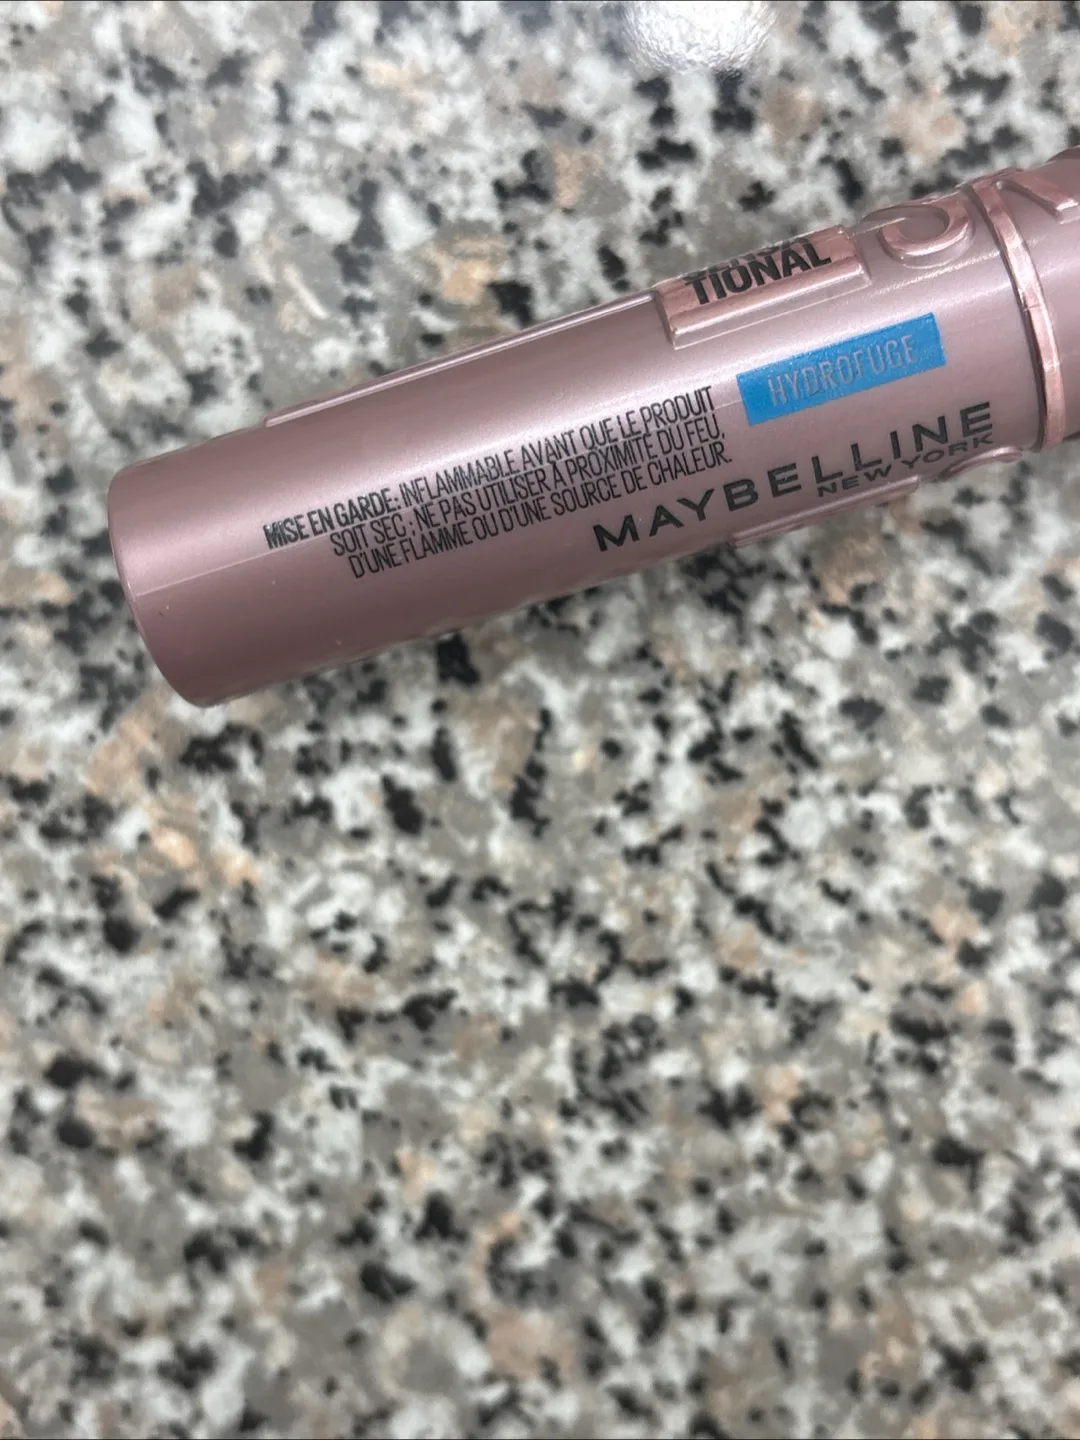 TIONAL
HYDROFUGE
MISE EN GARDE: INFLAMMABLE AVANT QUE LE PRODUIT
SOIT SEC ; NE PAS UTILISER À PROXIMITÉ DU FEU,
D'UNE FLAMME OU D'UNE SOURCE DE CHALEUR.
MAYBELLINE
NEW YORK